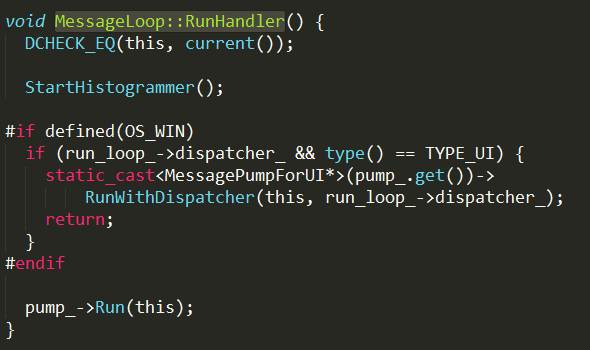 void MessageLoop::RunHandler() {
  DCHECK_EQ(this, current());

  StartHistogrammer();

#if defined(OS_WIN)
  if (run_loop_->dispatcher_ && type() == TYPE_UI) {
    static_cast<MessagePumpForUI*>(pump_.get())->
        RunWithDispatcher(this, run_loop_->dispatcher_);
    return;
  }
#endif

  pump_->Run(this);
}